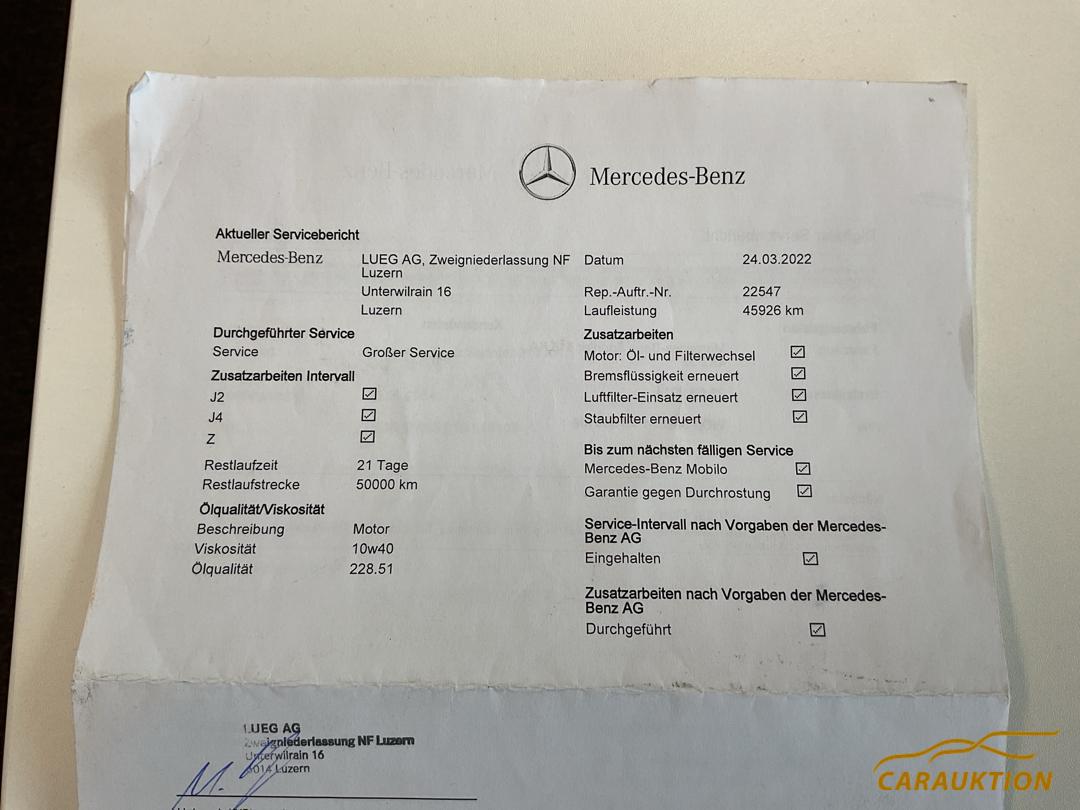 Mercedes-Benz
Aktueller Servicebericht
Mercedes-Benz
LUEG AG, Zweigniederlassung NF
Luzern
Unterwilrain 16
Luzern
Datum 24.03.2022
Rep.-Auftr.-Nr. 22547
Laufleistung 45926 km
Durchgeführter Service
Service Großer Service
Zusatzarbeiten Intervall
J2 ☑
J4 ☑
Z ☑
Restlaufzeit 21 Tage
Restlaufstrecke 50000 km
Ölqualität/Viskosität
Beschreibung Motor
Viskosität 10w40
Ölqualität 228.51
Zusatzarbeiten
Motor: Öl- und Filterwechsel ☑
Bremsflüssigkeit erneuert ☑
Luftfilter-Einsatz erneuert ☑
Staubfilter erneuert ☑
Bis zum nächsten fälligen Service
Mercedes-Benz Mobilo ☑
Garantie gegen Durchrostung ☑
Service-Intervall nach Vorgaben der Mercedes-
Benz AG
Eingehalten ☑
Zusatzarbeiten nach Vorgaben der Mercedes-
Benz AG
Durchgeführt ☑
LUEG AG
Zweigniederlassung NF Luzern
Unterwilrain 16
6014 Luzern
CARAUKTION